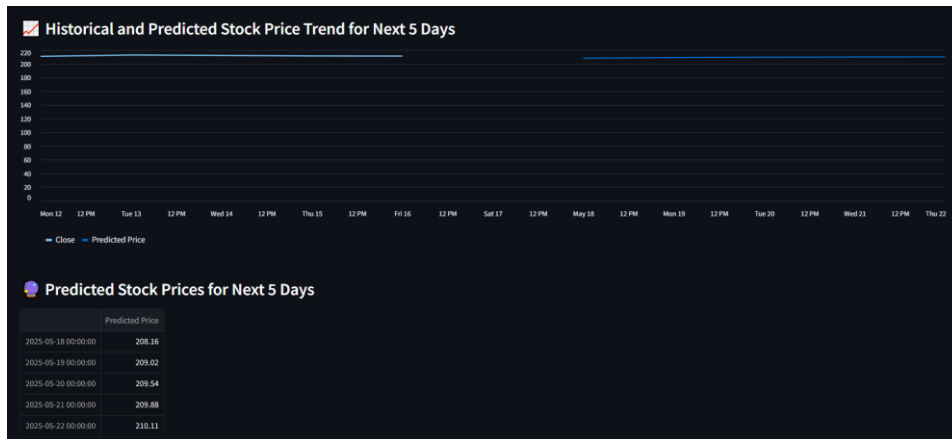 📈 Historical and Predicted Stock Price Trend for Next 5 Days
220
200
180
160
140
120
100
80
60
40
20
0
Mon 12 12 PM Tue 13 12 PM Wed 14 12 PM Thu 15 12 PM Fri 16 12 PM Sat 17 12 PM May 18 12 PM Mon 19 12 PM Tue 20 12 PM Wed 21 12 PM Thu 22
Close Predicted Price
🔮 Predicted Stock Prices for Next 5 Days
Predicted Price
2025-05-18 00:00:00 208.16
2025-05-19 00:00:00 209.02
2025-05-20 00:00:00 209.54
2025-05-21 00:00:00 209.88
2025-05-22 00:00:00 210.11